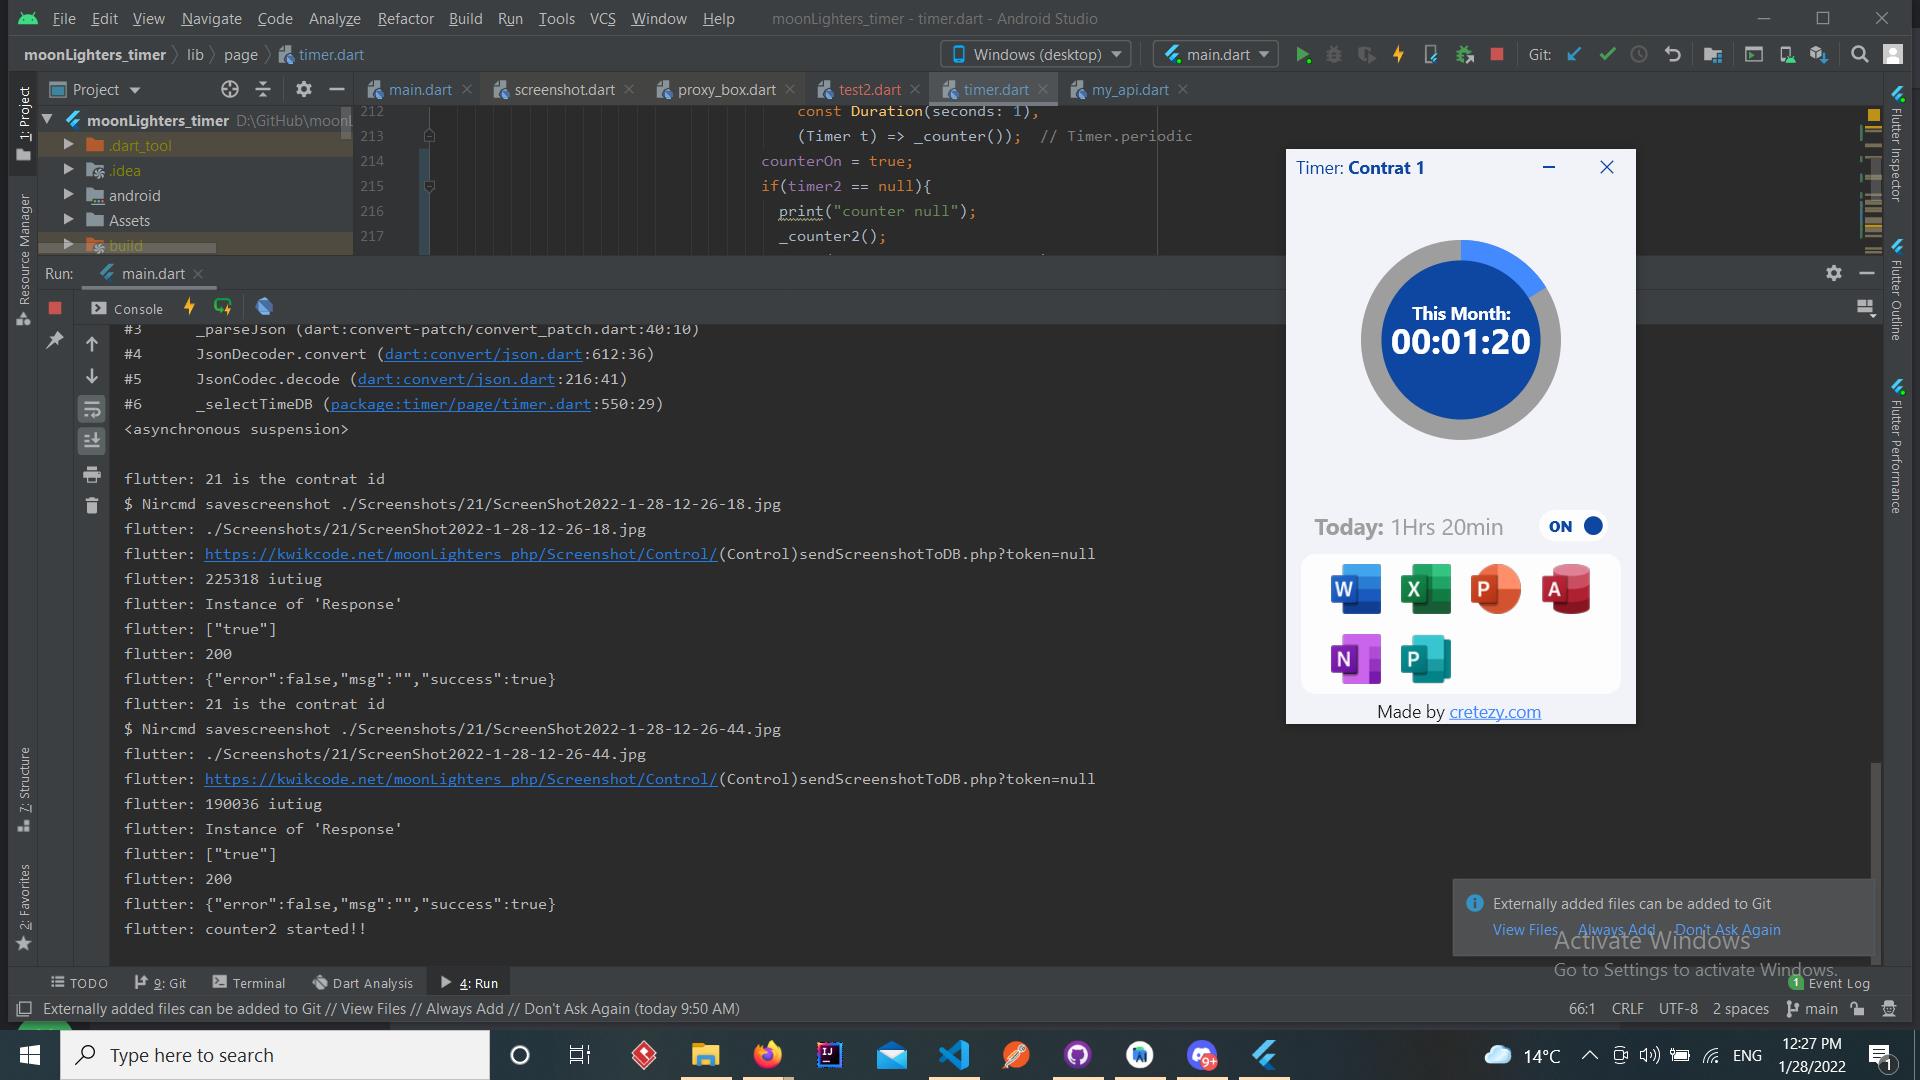 File Edit View Navigate Code Analyze Refactor Build Run Tools VCS Window Help moonLighters_timer - timer.dart - Android Studio
moonLighters_timer lib page timer.dart Windows (desktop) main.dart Git:
Project main.dart screenshot.dart proxy_box.dart test2.dart timer.dart my_api.dart
moonLighters_timer D:\GitHub\moonL
.dart_tool
.idea
android
Assets
build
212 const Duration(seconds: 1),
213 (Timer t) => _counter()); // Timer.periodic
214 counterOn = true;
215 if(timer2 == null){
216 print("counter null");
217 _counter2();
1: Project
Resource Manager
7: Structure
2: Favorites
Flutter Inspector
Flutter Outline
Flutter Performance
Run: main.dart
Console
#3 _parseJson (dart:convert-patch/convert_patch.dart:40:10)
#4 JsonDecoder.convert (dart:convert/json.dart:612:36)
#5 JsonCodec.decode (dart:convert/json.dart:216:41)
#6 _selectTimeDB (package:timer/page/timer.dart:550:29)
<asynchronous suspension>
flutter: 21 is the contrat id
$ Nircmd savescreenshot ./Screenshots/21/ScreenShot2022-1-28-12-26-18.jpg
flutter: ./Screenshots/21/ScreenShot2022-1-28-12-26-18.jpg
flutter: https://kwikcode.net/moonLighters_php/Screenshot/Control/(Control)sendScreenshotToDB.php?token=null
flutter: 225318 iutiug
flutter: Instance of 'Response'
flutter: ["true"]
flutter: 200
flutter: {"error":false,"msg":"","success":true}
flutter: 21 is the contrat id
$ Nircmd savescreenshot ./Screenshots/21/ScreenShot2022-1-28-12-26-44.jpg
flutter: ./Screenshots/21/ScreenShot2022-1-28-12-26-44.jpg
flutter: https://kwikcode.net/moonLighters_php/Screenshot/Control/(Control)sendScreenshotToDB.php?token=null
flutter: 190036 iutiug
flutter: Instance of 'Response'
flutter: ["true"]
flutter: 200
flutter: {"error":false,"msg":"","success":true}
flutter: counter2 started!!
Timer: Contrat 1
This Month:
00:01:20
Today: 1Hrs 20min ON
W X P A
N P
Made by cretezy.com
Externally added files can be added to Git
View Files Always Add Don't Ask Again
Activate Windows
Go to Settings to activate Windows.
TODO 9: Git Terminal Dart Analysis 4: Run 1 Event Log
Externally added files can be added to Git // View Files // Always Add // Don't Ask Again (today 9:50 AM) 66:1 CRLF UTF-8 2 spaces main
Type here to search IJ 9+ 14°C ENG 12:27 PM
1/28/2022 1